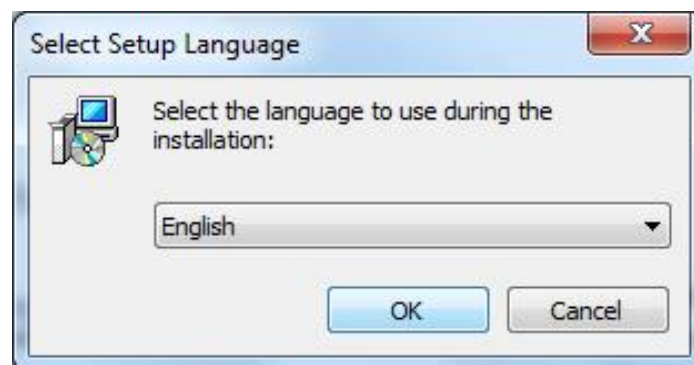 Select Setup Language
Select the language to use during the
installation:
English
OK
Cancel